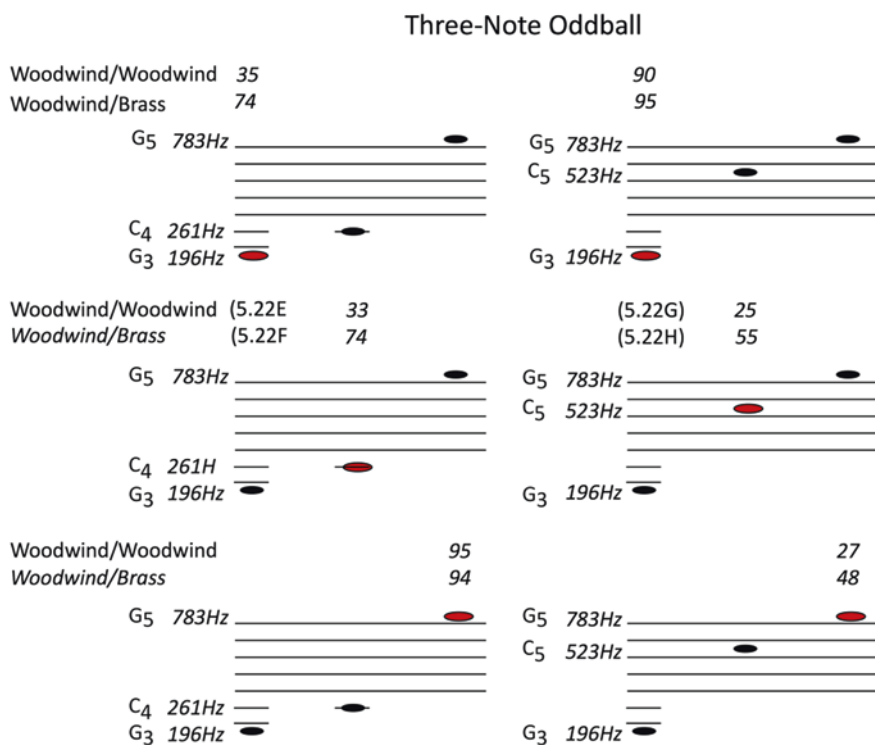 Three-Note Oddball
Woodwind/Woodwind 35 90
Woodwind/Brass 74 95
G5 783Hz G5 783Hz
C5 523Hz
C4 261Hz
G3 196Hz G3 196Hz
Woodwind/Woodwind (5.22E 33 (5.22G) 25
Woodwind/Brass (5.22F 74 (5.22H) 55
G5 783Hz G5 783Hz
C5 523Hz
C4 261H
G3 196Hz G3 196Hz
Woodwind/Woodwind 95 27
Woodwind/Brass 94 48
G5 783Hz G5 783Hz
C5 523Hz
C4 261Hz
G3 196Hz G3 196Hz